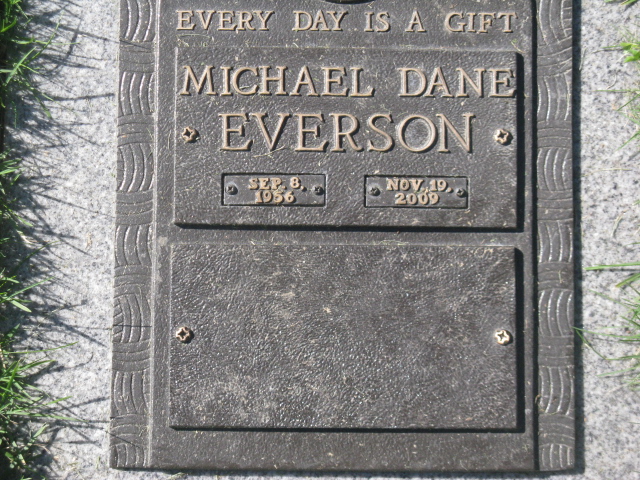 EVERY DAY IS A GIFT
MICHAEL DANE
EVERSON
SEP. 8,
1956
NOV. 19,
2009